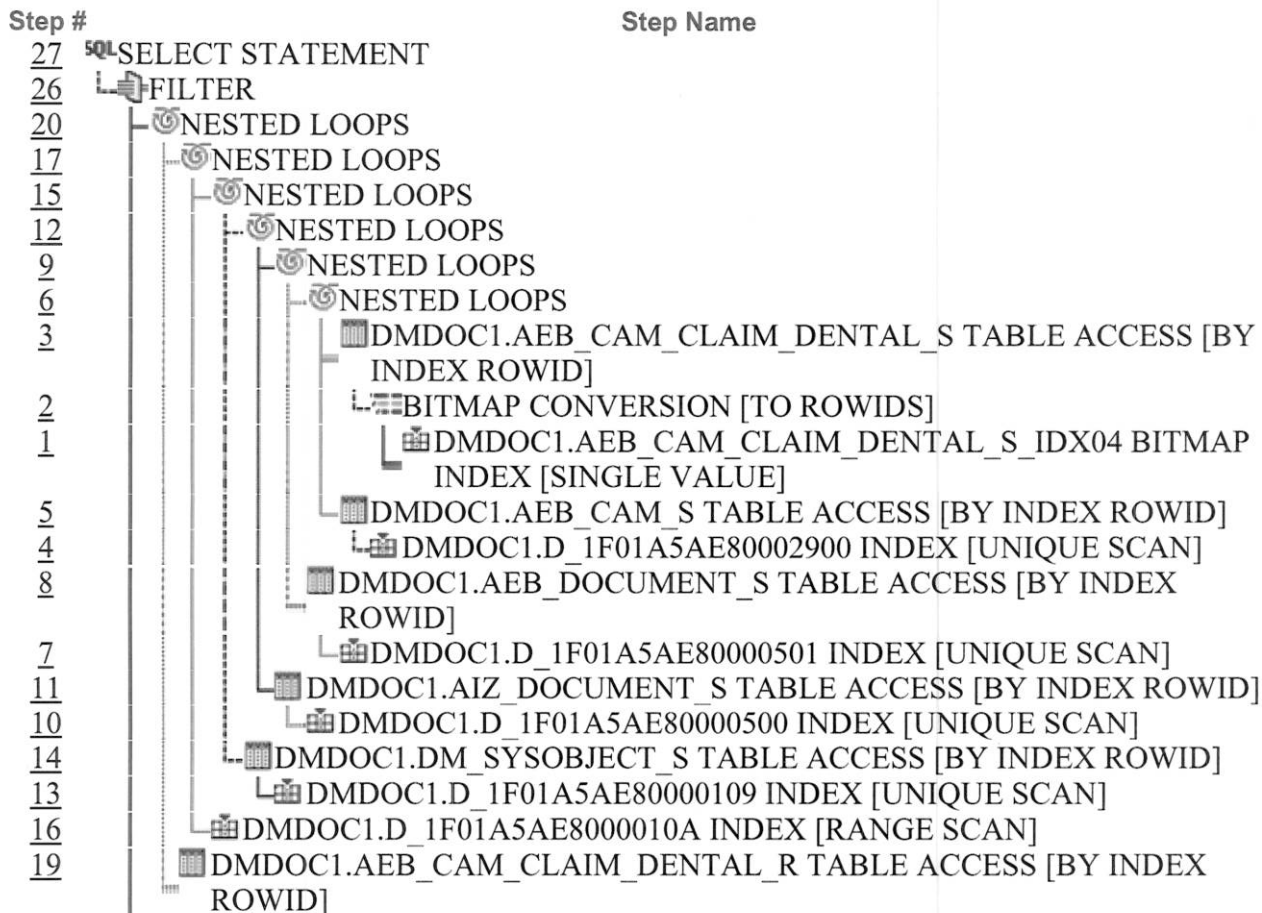 Step # Step Name
27 SQL SELECT STATEMENT
26 FILTER
20 NESTED LOOPS
17 NESTED LOOPS
15 NESTED LOOPS
12 NESTED LOOPS
9 NESTED LOOPS
6 NESTED LOOPS
3 DMDOC1.AEB_CAM_CLAIM_DENTAL_S TABLE ACCESS [BY
INDEX ROWID]
2 BITMAP CONVERSION [TO ROWIDS]
1 DMDOC1.AEB_CAM_CLAIM_DENTAL_S_IDX04 BITMAP
INDEX [SINGLE VALUE]
5 DMDOC1.AEB_CAM_S TABLE ACCESS [BY INDEX ROWID]
4 DMDOC1.D_1F01A5AE80002900 INDEX [UNIQUE SCAN]
8 DMDOC1.AEB_DOCUMENT_S TABLE ACCESS [BY INDEX
ROWID]
7 DMDOC1.D_1F01A5AE80000501 INDEX [UNIQUE SCAN]
11 DMDOC1.AIZ_DOCUMENT_S TABLE ACCESS [BY INDEX ROWID]
10 DMDOC1.D_1F01A5AE80000500 INDEX [UNIQUE SCAN]
14 DMDOC1.DM_SYSOBJECT_S TABLE ACCESS [BY INDEX ROWID]
13 DMDOC1.D_1F01A5AE80000109 INDEX [UNIQUE SCAN]
16 DMDOC1.D_1F01A5AE8000010A INDEX [RANGE SCAN]
19 DMDOC1.AEB_CAM_CLAIM_DENTAL_R TABLE ACCESS [BY INDEX
ROWID]